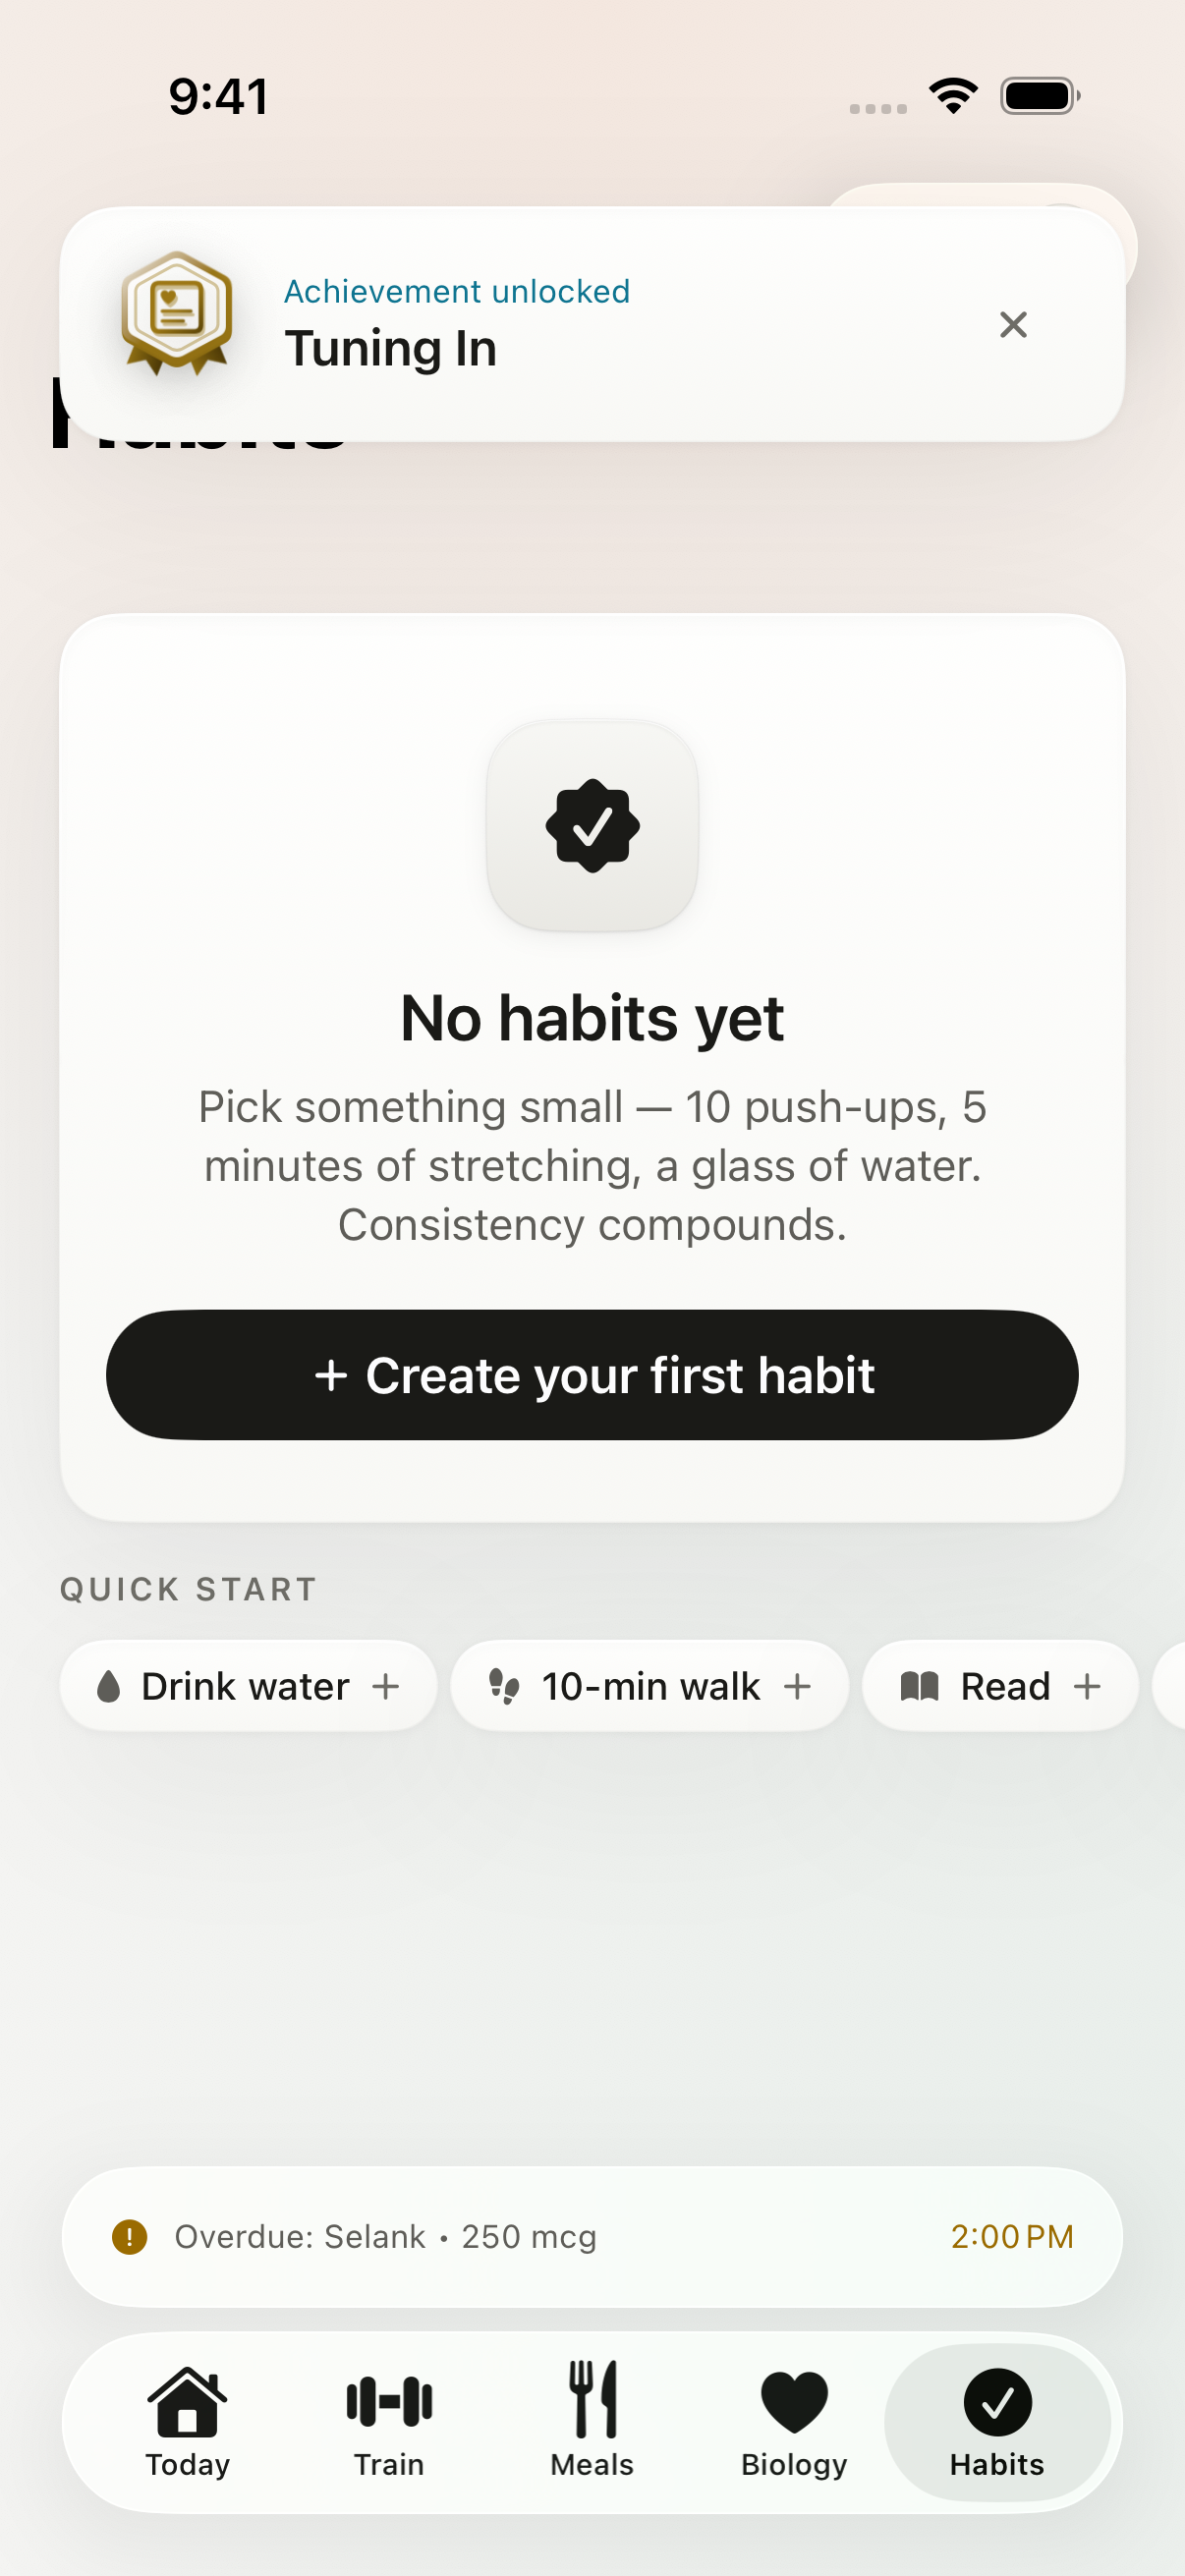 9:41
Achievement unlocked
Tuning In
Habits
No habits yet
Pick something small — 10 push-ups, 5
minutes of stretching, a glass of water.
Consistency compounds.
+ Create your first habit
QUICK START
Drink water +
10-min walk +
Read +
Overdue: Selank • 250 mcg
2:00 PM
Today
Train
Meals
Biology
Habits